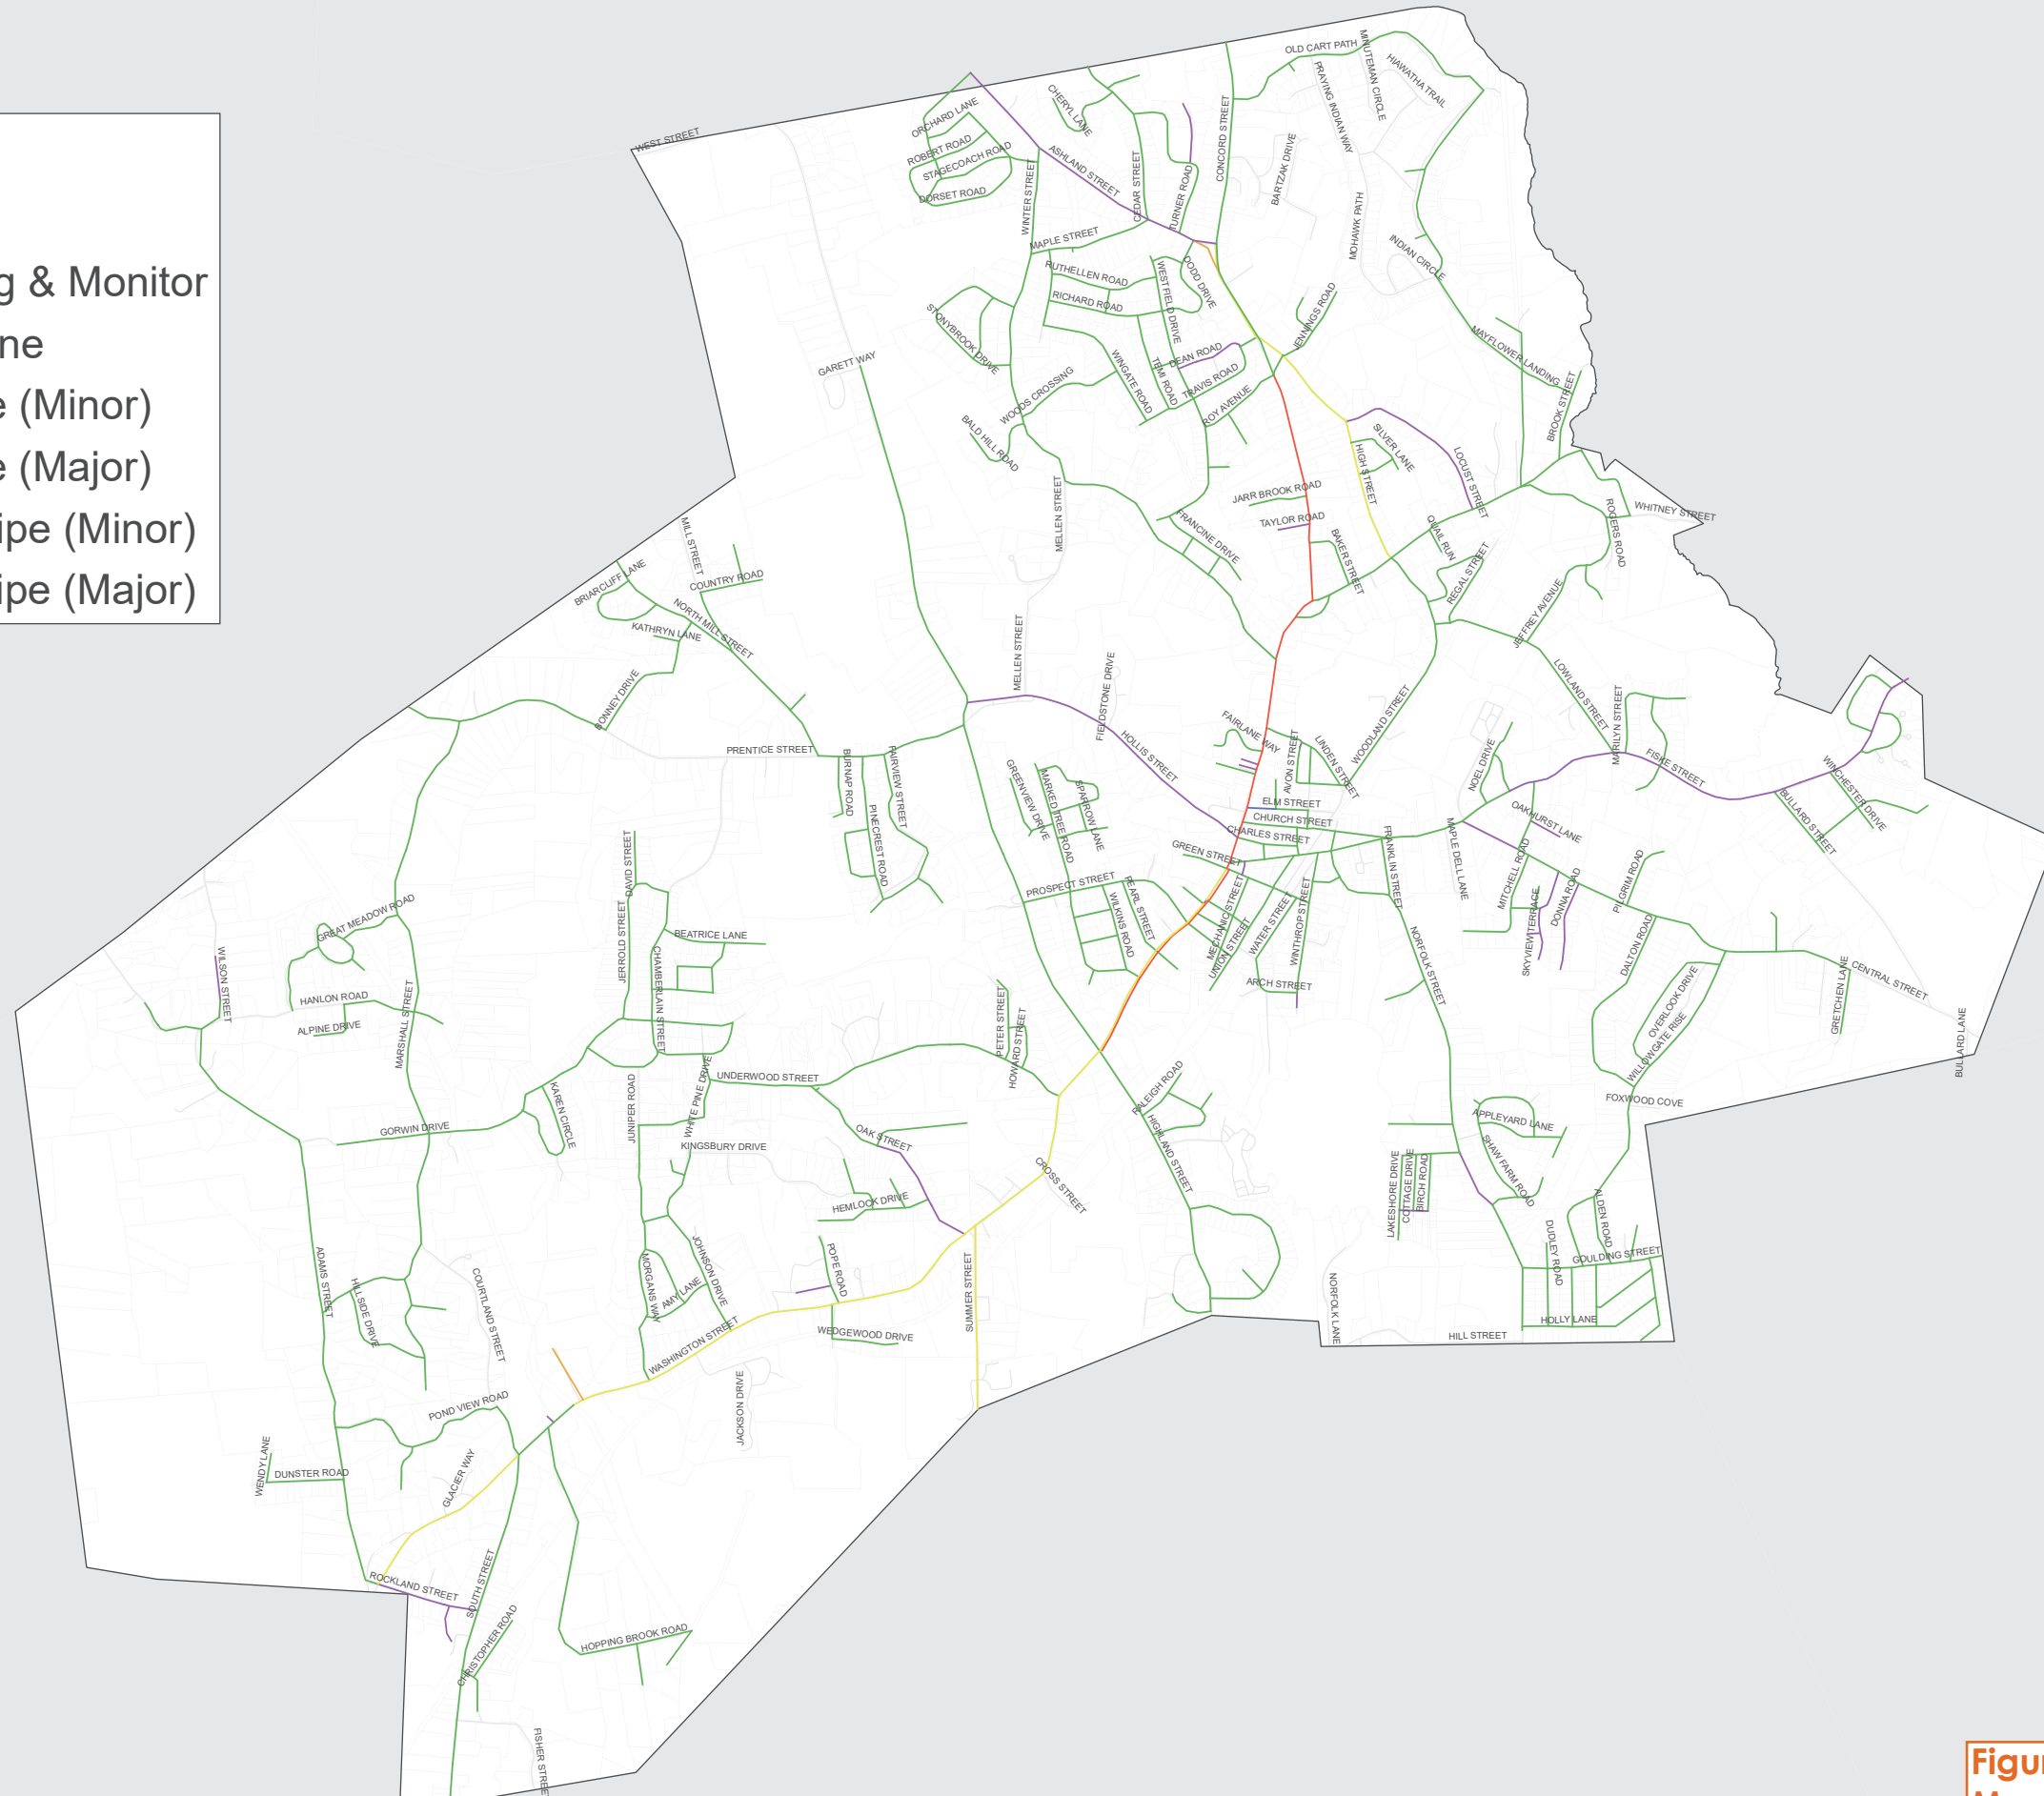 g & Monitor
ne
e (Minor)
e (Major)
ipe (Minor)
ipe (Major)
OLD CART PATH
MINUTEMAN CIRCLE
HIAWATHA TRAIL
PRAYING INDIAN WAY
CHERYL LANE
ORCHARD LANE
CONCORD STREET
WEST STREET
ROBERT ROAD
STAGECOACH ROAD
DORSET ROAD
ASHLAND STREET
BARTZAK DRIVE
WINTER STREET
CEDAR STREET
TURNER ROAD
MOHAWK PATH
MAPLE STREET
INDIAN CIRCLE
RUTHELLEN ROAD
WESTFIELD DRIVE
DODD DRIVE
RICHARD ROAD
JENNINGS ROAD
STONYBROOK DRIVE
MAYFLOWER LANDING
GARETT WAY
DEAN ROAD
WINGATE ROAD
TEMI ROAD
TRAVIS ROAD
WOODS CROSSING
ROY AVENUE
BROOK STREET
BALD HILL ROAD
SILVER LANE
HIGH STREET
LOCUST STREET
JARR BROOK ROAD
MELLEN STREET
TAYLOR ROAD
FRANCINE DRIVE
WHITNEY STREET
ROGERS ROAD
QUAIL RUN
BAKER STREET
MILL STREET
REGAL STREET
BRIARCLIFF LANE
COUNTRY ROAD
JEFFREY AVENUE
NORTH MILL STREET
KATHRYN LANE
MELLEN STREET
FIELDSTONE DRIVE
BONNEY DRIVE
LOWLAND STREET
WOODLAND STREET
MARILYN STREET
FAIRLANE WAY
HOLLIS STREET
AVON STREET
LINDEN STREET
PRENTICE STREET
BURNAP ROAD
FAIRVIEW STREET
NOEL DRIVE
FISKE STREET
WINCHESTER DRIVE
BULLARD STREET
GREENVIEW DRIVE
MARKED TREE ROAD
SPARROW LANE
ELM STREET
OAKHURST LANE
CHURCH STREET
PINECREST ROAD
CHARLES STREET
FRANKLIN STREET
MAPLE DELL LANE
GREEN STREET
DAVID STREET
MITCHELL ROAD
PILGRIM ROAD
PROSPECT STREET
PEARL STREET
WILKINS ROAD
MECHANIC STREET
UNION STREET
WATER STREET
WINTHROP STREET
SKYVIEW TERRACE
DONNA ROAD
GREAT MEADOW ROAD
JERROLD STREET
BEATRICE LANE
DALTON ROAD
NORFOLK STREET
WILSON STREET
CHAMBERLAIN STREET
ARCH STREET
CENTRAL STREET
GRETCHEN LANE
OVERLOOK DRIVE
HANLON ROAD
ALPINE DRIVE
MARSHALL STREET
PETER STREET
HOWARD STREET
WILLOWGATE RISE
BULLARD LANE
UNDERWOOD STREET
RALEIGH ROAD
FOXWOOD COVE
KAREN CIRCLE
JUNIPER ROAD
WHITE PINE DRIVE
GORWIN DRIVE
APPLEYARD LANE
OAK STREET
KINGSBURY DRIVE
HIGHLAND STREET
CROSS STREET
SHAW FARM ROAD
LAKESHORE DRIVE
COTTAGE DRIVE
BIRCH ROAD
HEMLOCK DRIVE
ALDEN ROAD
DUDLEY ROAD
GOULDING STREET
ADAMS STREET
JOHNSON DRIVE
POPE ROAD
COURTLAND STREET
MORGANS WAY
AMY LANE
SUMMER STREET
HILLSIDE DRIVE
NORFOLK LANE
HOLLY LANE
HILL STREET
WEDGEWOOD DRIVE
WASHINGTON STREET
JACKSON DRIVE
POND VIEW ROAD
WENDY LANE
DUNSTER ROAD
GLACIER WAY
ROCKLAND STREET
SOUTH STREET
CHRISTOPHER ROAD
HOPPING BROOK ROAD
FISHER STREE
Figur